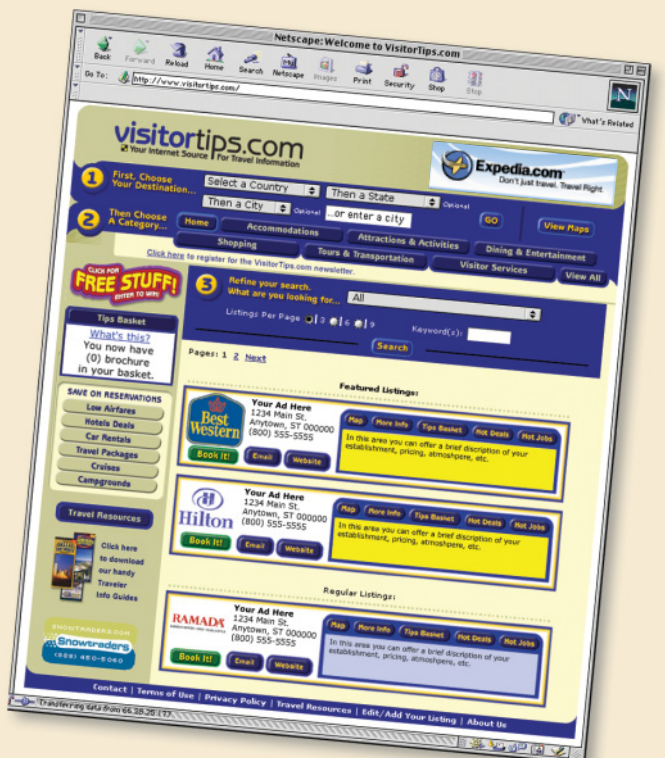 Netscape: Welcome to VisitorTips.com
Back
Forward
Reload
Home
Search
Netscape
Images
Print
Security
Shop
Stop
Go To:
http://www.visitortips.com/
What's Related
N
visitortips.com
Your Internet Source For Travel Information
Expedia.com
Don't just travel. Travel Right.
1
First, Choose
Your Destination...
Select a Country
Then a State
Optional
Then a City
Optional
...or enter a city
GO
View Maps
2
Then Choose
A Category...
Home
Accommodations
Attractions & Activities
Dining & Entertainment
Shopping
Tours & Transportation
Visitor Services
View All
Click here to register for the VisitorTips.com newsletter.
CLICK FOR
FREE STUFF!
ENTER TO WIN!
Tips Basket
What's this?
You now have
(0) brochure
in your basket.
SAVE ON RESERVATIONS
Low Airfares
Hotels Deals
Car Rentals
Travel Packages
Cruises
Campgrounds
Travel Resources
Click here
to download
our handy
Traveler
Info Guides
SNOWTRADERS.COM
Snowtraders
3
Refine your search.
What are you looking for...
All
Listings Per Page
3
6
9
Keyword(s):
Search
Pages: 1 2 Next
Featured Listings:
Best
Western
Your Ad Here
1234 Main St.
Anytown, ST 000000
(800) 555-5555
Book It!
Email
Website
Map
More Info
Tips Basket
Hot Deals
Hot Jobs
In this area you can offer a brief discription of your
establishment, pricing, atmoshpere, etc.
Hilton
Your Ad Here
1234 Main St.
Anytown, ST 000000
(800) 555-5555
Book It!
Email
Website
Map
More Info
Tips Basket
Hot Deals
Hot Jobs
In this area you can offer a brief discription of your
establishment, pricing, atmoshpere, etc.
Regular Listings:
RAMADA
Your Ad Here
1234 Main St.
Anytown, ST 000000
(800) 555-5555
Book It!
Email
Website
Map
More Info
Tips Basket
Hot Deals
Hot Jobs
In this area you can offer a brief discription of your
establishment, pricing, atmoshpere, etc.
Contact | Terms of Use | Privacy Policy | Travel Resources | Edit/Add Your Listing | About Us
Transferring data from